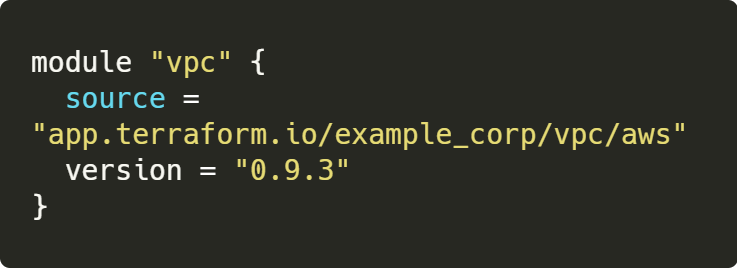 module "vpc" {
  source =
"app.terraform.io/example_corp/vpc/aws"
  version = "0.9.3"
}